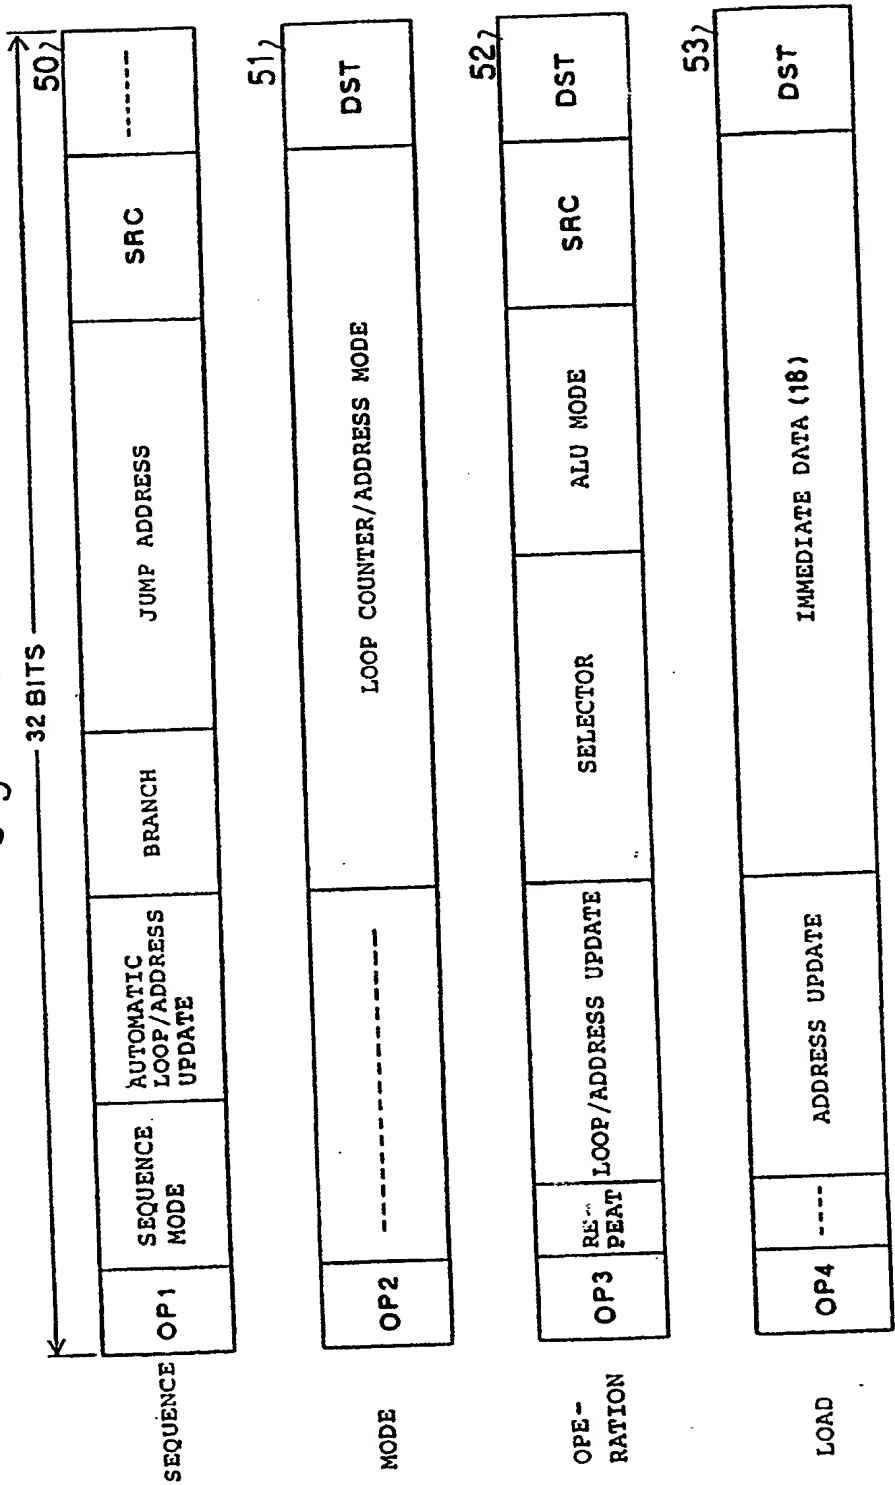 32 BITS
50
SEQUENCE
OP1
SEQUENCE
MODE
AUTOMATIC
LOOP/ADDRESS
UPDATE
BRANCH
JUMP ADDRESS
SRC
-------
51
MODE
OP2
----------------
LOOP COUNTER/ADDRESS MODE
DST
52
OPE-
RATION
OP3
RE-
PEAT
LOOP/ADDRESS UPDATE
SELECTOR
ALU MODE
SRC
DST
53
LOAD
OP4
----
ADDRESS UPDATE
IMMEDIATE DATA (18)
DST